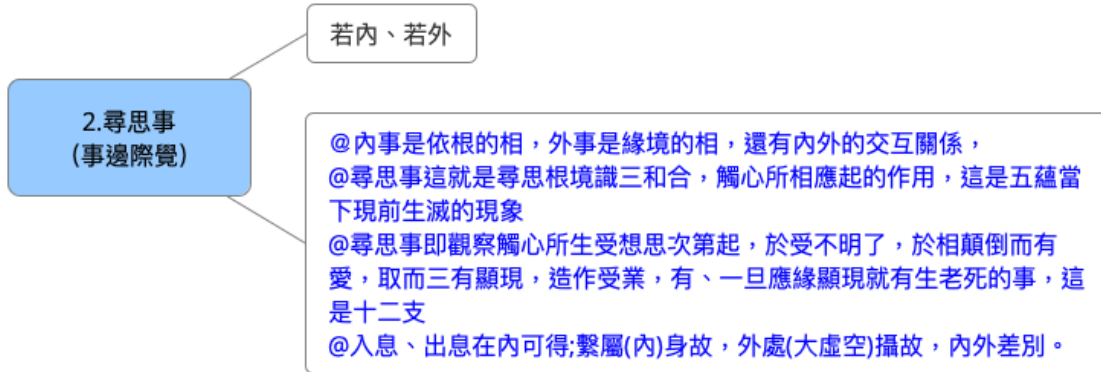 若內、若外
2.尋思事
(事邊際覺)
@內事是依根的相，外事是緣境的相，還有內外的交互關係，
@尋思事這就是尋思根境識三和合，觸心所相應起的作用，這是五蘊當
下現前生滅的現象
@尋思事即觀察觸心所生受想思次第起，於受不明了，於相顛倒而有
愛，取而三有顯現，造作受業，有、一旦應緣顯現就有生老死的事，這
是十二支
@入息、出息在內可得;繫屬(內)身故，外處(大虛空)攝故，內外差別。